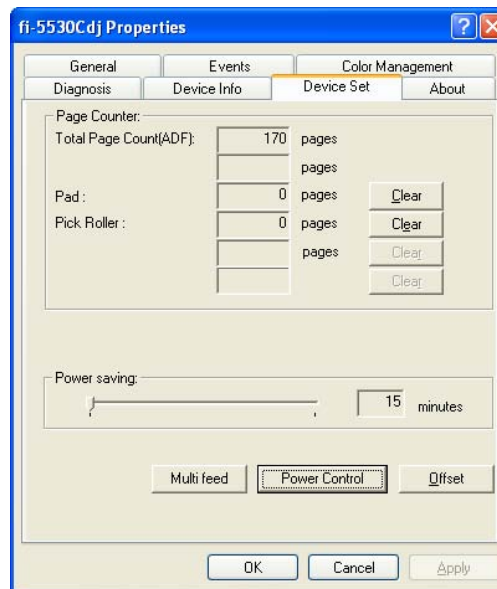 fi-5530Cdj Properties
General Events Color Management
Diagnosis Device Info Device Set About
Page Counter:
Total Page Count(ADF): 170 pages
pages
Pad : 0 pages Clear
Pick Roller : 0 pages Clear
pages Clear
Clear
Power saving:
15 minutes
Multi feed Power Control Offset
OK Cancel Apply